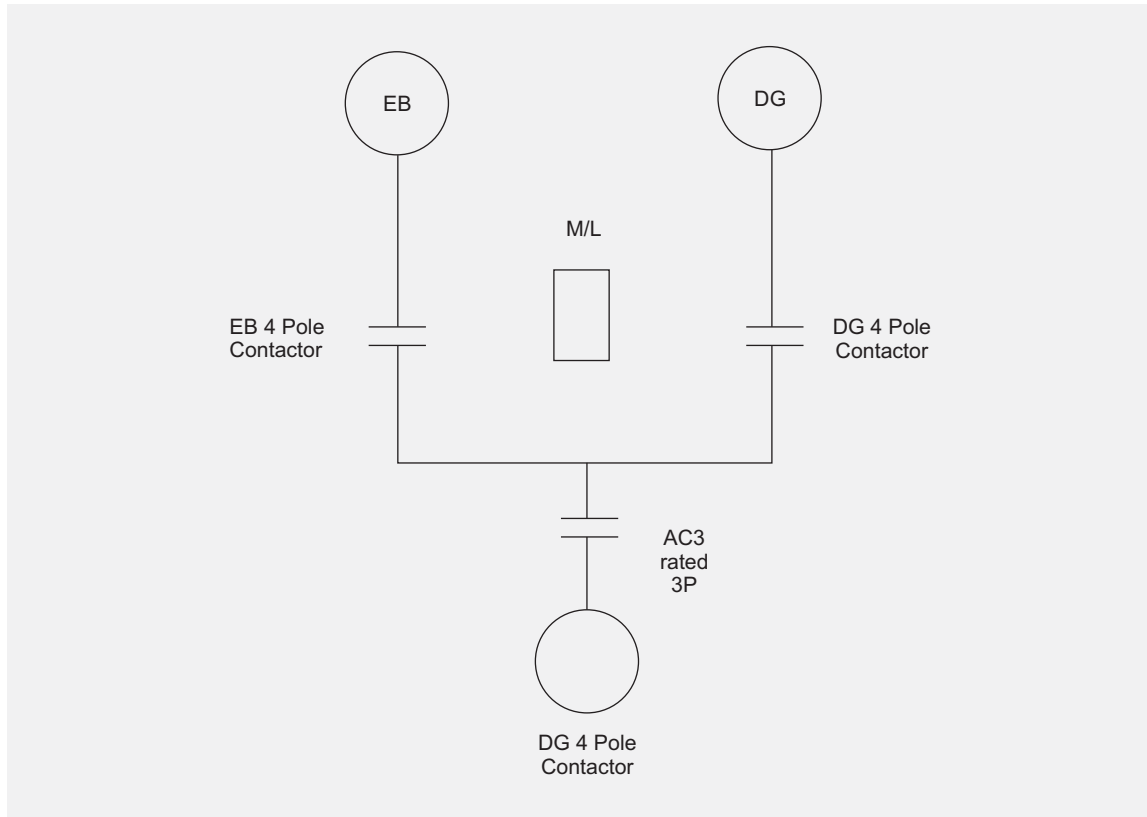 EB
DG
M/L
EB 4 Pole
Contactor
DG 4 Pole
Contactor
AC3
rated
3P
DG 4 Pole
Contactor